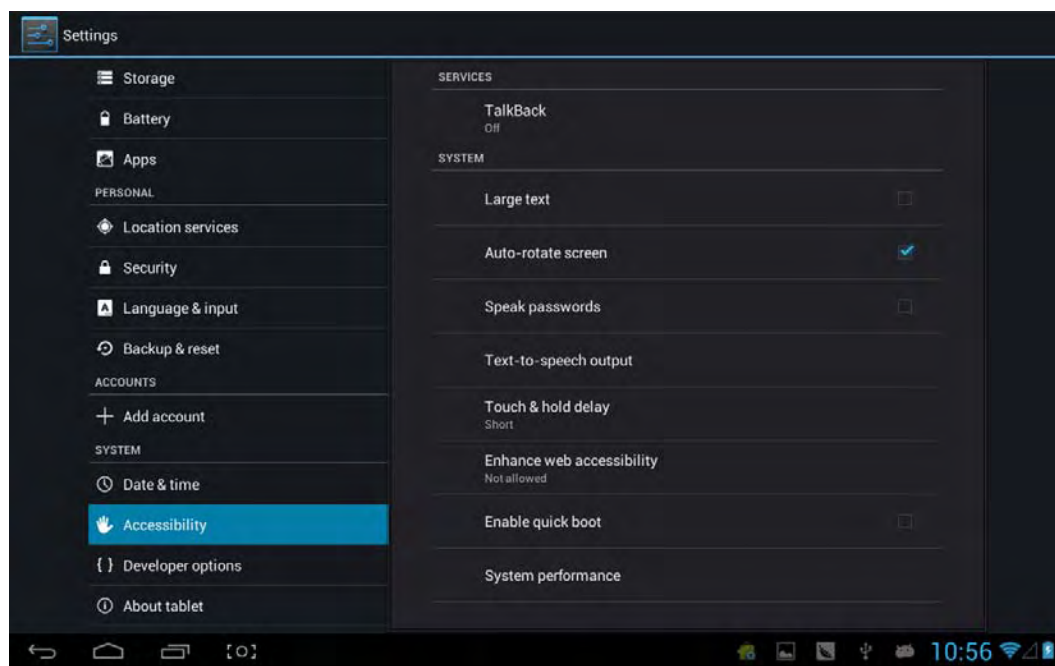 Settings
Storage
Battery
Apps
PERSONAL
Location services
Security
Language & input
Backup & reset
ACCOUNTS
Add account
SYSTEM
Date & time
Accessibility
{ } Developer options
About tablet
SERVICES
TalkBack
Off
SYSTEM
Large text
Auto-rotate screen
Speak passwords
Text-to-speech output
Touch & hold delay
Short
Enhance web accessibility
Not allowed
Enable quick boot
System performance
10:56